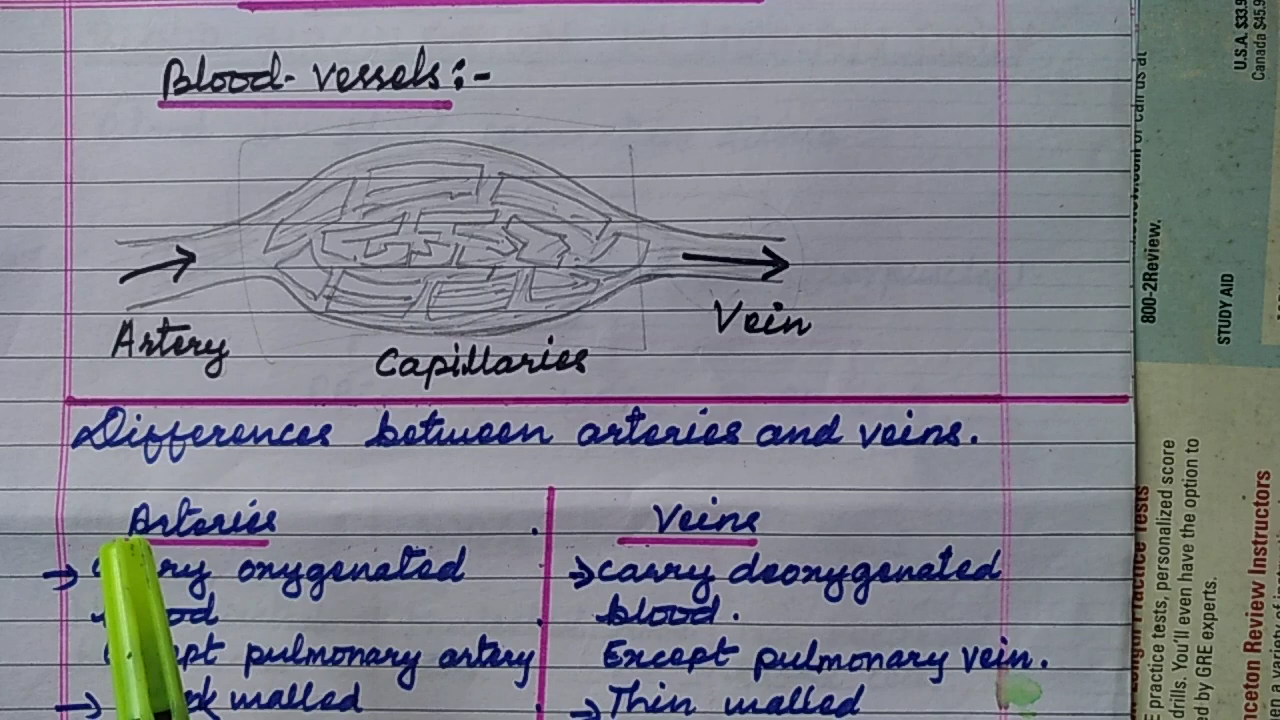 Blood-vessels:-
Artery
Capillaries
Vein
Differences between arteries and veins.
Arteries
→ oxygenated
pulmonary artery
→ walled
Veins
→ carry deoxygenated
blood.
Except pulmonary vein.
→ Thin walled
800-2Review.
STUDY AID
U.S.A. $33.9
Canada $45.9
Practice Tests
practice tests, personalized score
drills. You'll even have the option to
d by GRE experts.
Review Instructors